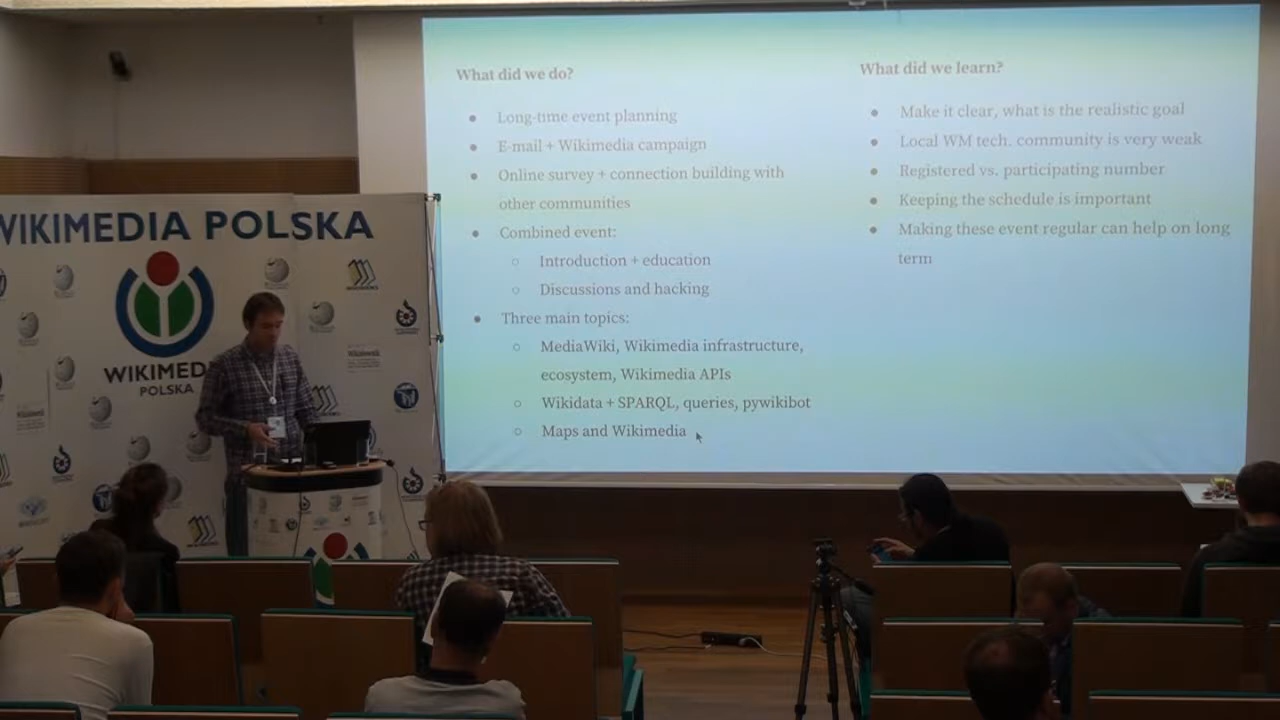 What did we do?
Long-time event planning
E-mail + Wikimedia campaign
Online survey + connection building with
other communities
Combined event:
Introduction + education
Discussions and hacking
Three main topics:
MediaWiki, Wikimedia infrastructure,
ecosystem, Wikimedia APIs
Wikidata + SPARQL, queries, pywikibot
Maps and Wikimedia
What did we learn?
Make it clear, what is the realistic goal
Local WM tech. community is very weak
Registered vs. participating number
Keeping the schedule is important
Making these event regular can help on long
term
WIKIMEDIA POLSKA
POLSKA